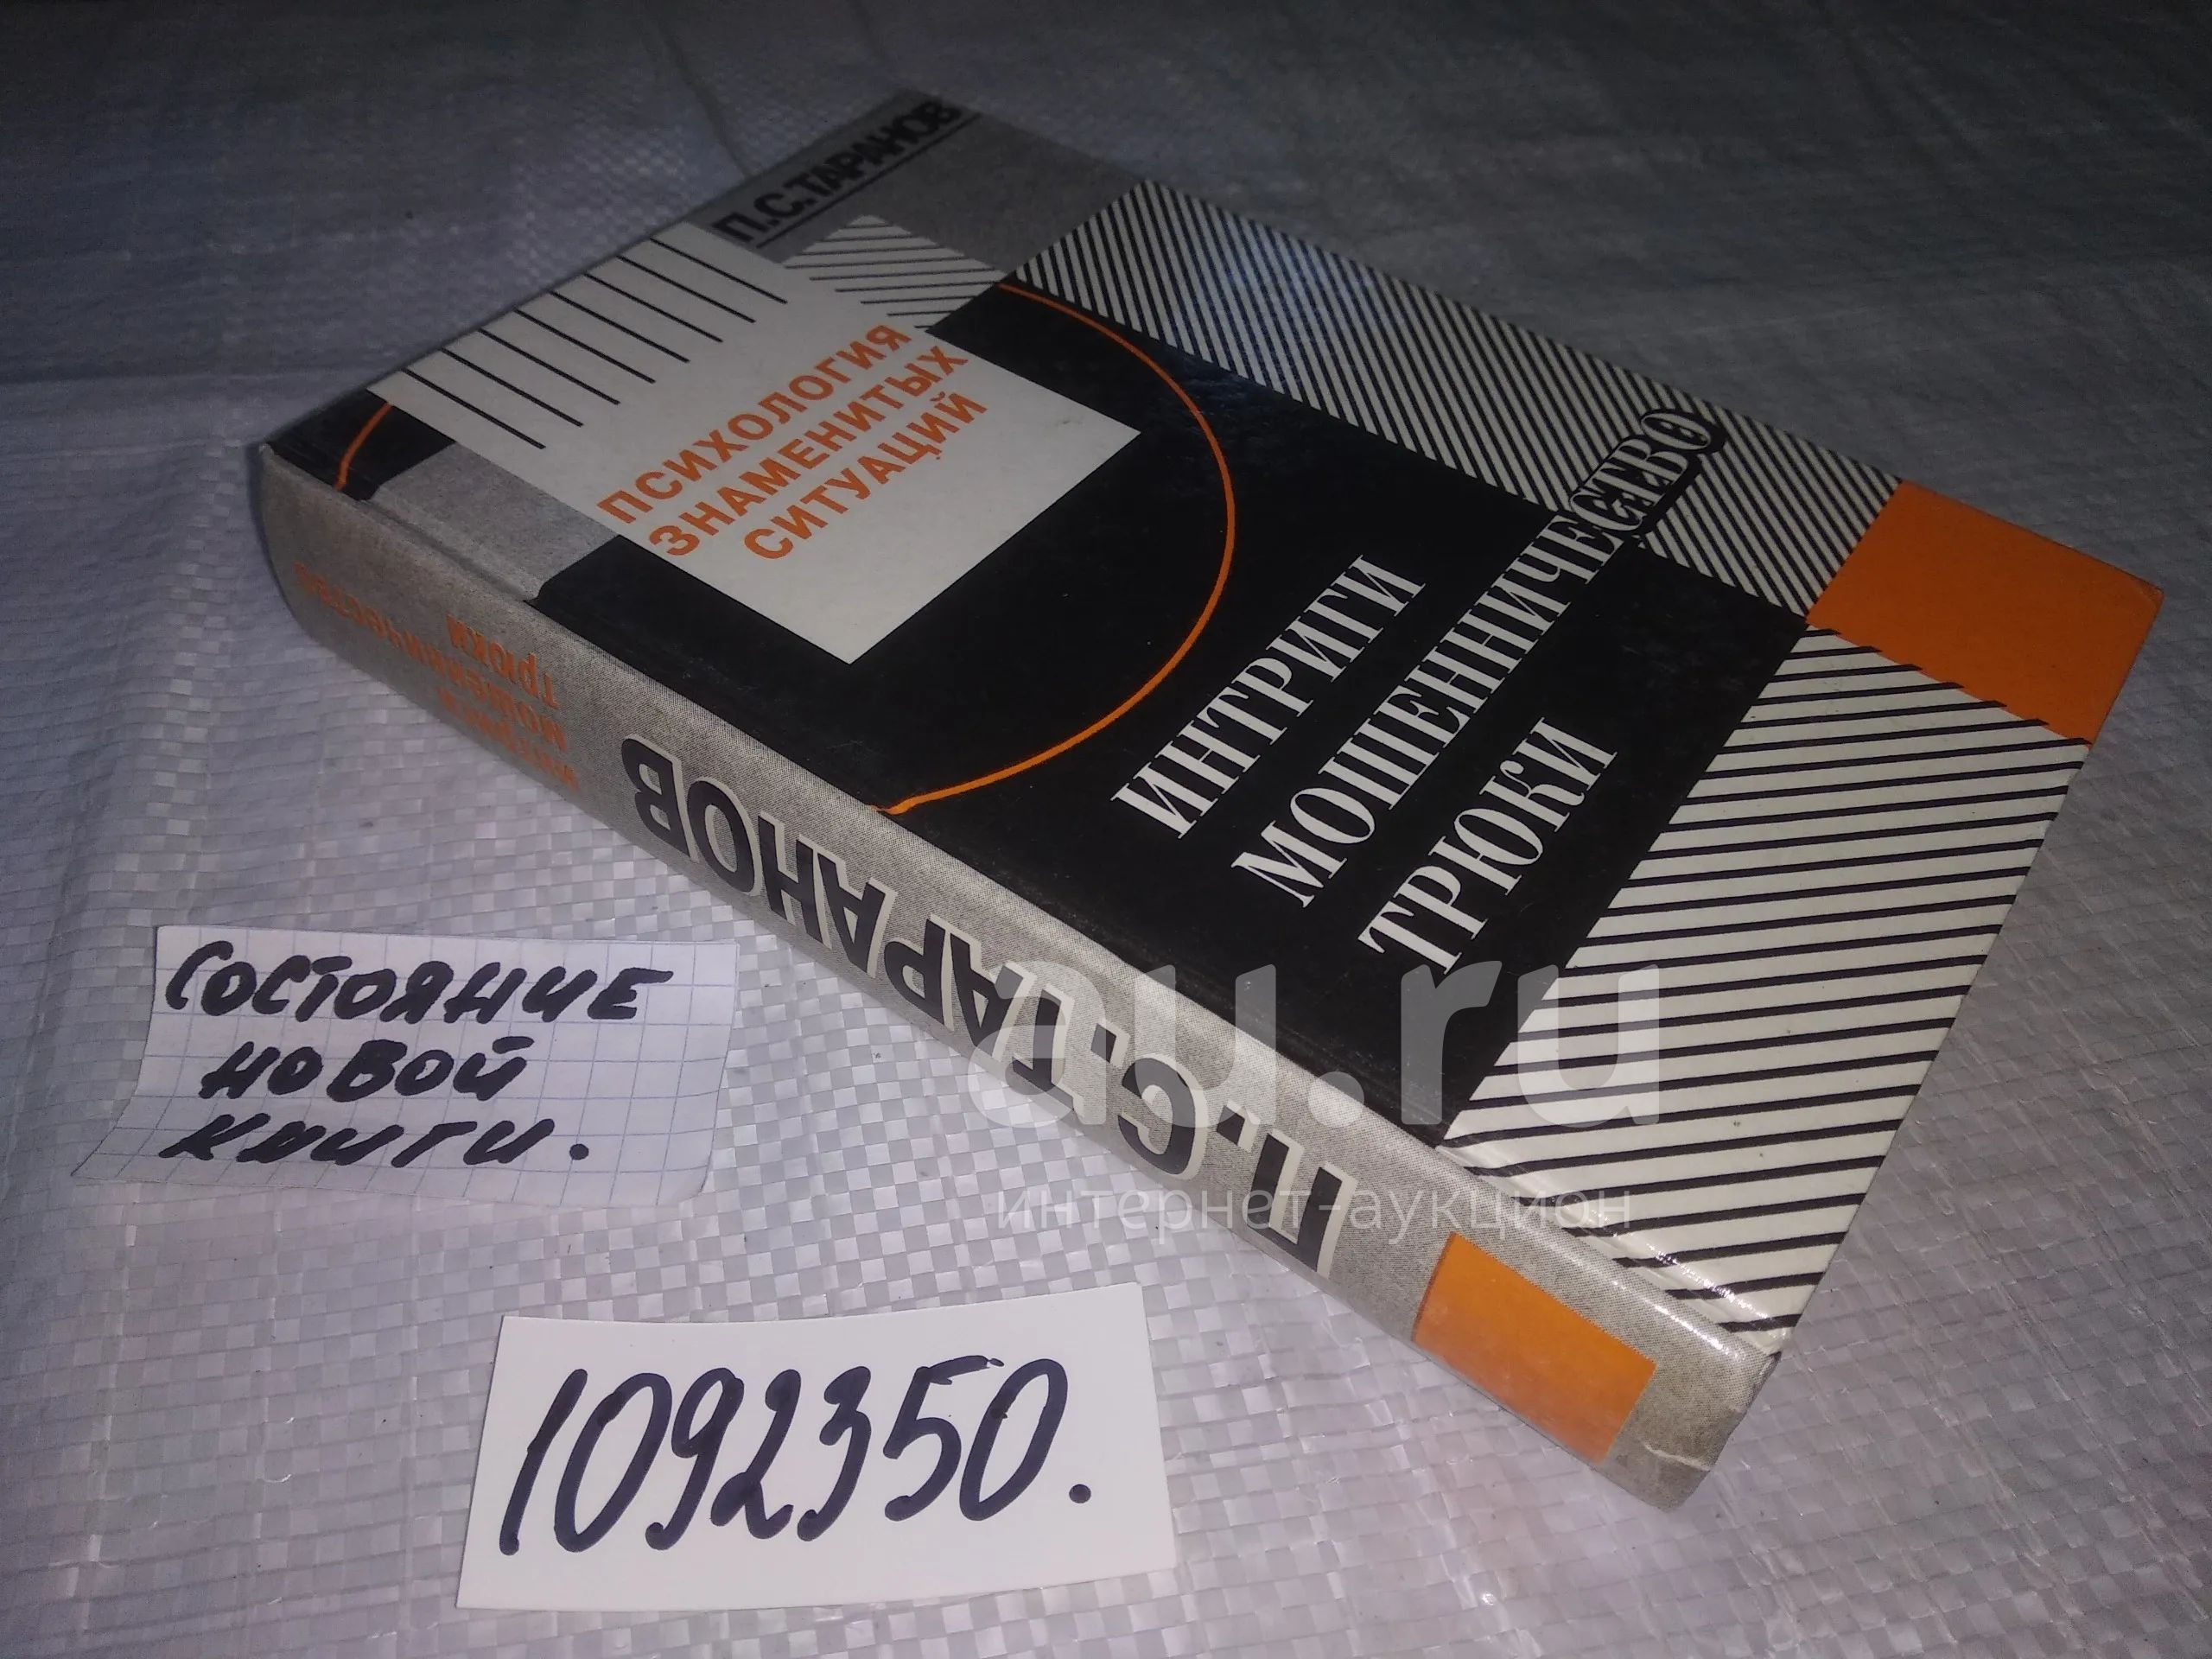 П.С.ТАРАНОВ
ПСИХОЛОГИЯ
ЗНАМЕНИТЫХ
СИТУАЦИЙ
ИНТРИГИ
МОШЕННИЧЕСТВО
ТРЮКИ
П.С.ТАРАНОВ
ИНТРИГИ
МОШЕННИЧЕСТВО
ТРЮКИ
СОСТОЯНИЕ
НОВОЙ
КНИГИ.
1092350.
au.ru
интернет-аукцион